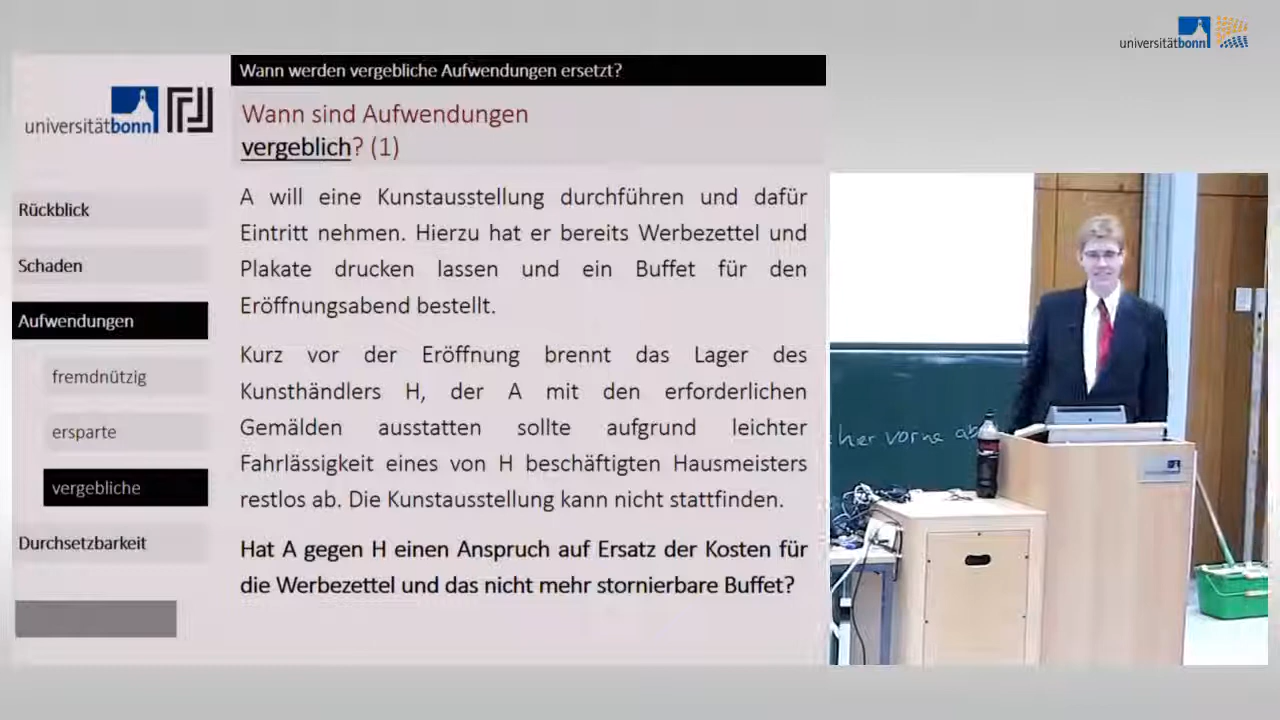 universitätbonn
Wann werden vergebliche Aufwendungen ersetzt?
universitätbonn
Wann sind Aufwendungen
vergeblich? (1)
Rückblick
Schaden
Aufwendungen
fremdnützig
ersparte
vergebliche
Durchsetzbarkeit
A will eine Kunstausstellung durchführen und dafür
Eintritt nehmen. Hierzu hat er bereits Werbezettel und
Plakate drucken lassen und ein Buffet für den
Eröffnungsabend bestellt.
Kurz vor der Eröffnung brennt das Lager des
Kunsthändlers H, der A mit den erforderlichen
Gemälden ausstatten sollte aufgrund leichter
Fahrlässigkeit eines von H beschäftigten Hausmeisters
restlos ab. Die Kunstausstellung kann nicht stattfinden.
Hat A gegen H einen Anspruch auf Ersatz der Kosten für
die Werbezettel und das nicht mehr stornierbare Buffet?
vorne